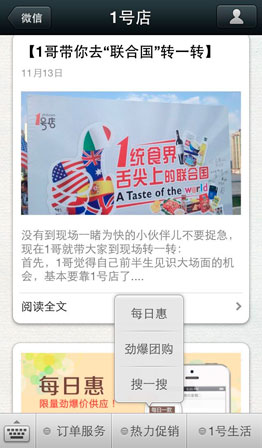 微信
1号店
【1哥带你去“联合国”转一转】
11月13日
1号店
1统食界
舌尖上的联合国
A Taste of the world
没有到现场一睹为快的小伙伴儿不要捉急，
现在1哥就带大家到现场转一转：
首先，1哥觉得自己前半生见识大场面的机
会，基本要靠1号店了....
阅读全文
每日惠
劲爆团购
搜一搜
每日惠
限量劲爆价供应！
每日一款
订单服务
热力促销
1号生活